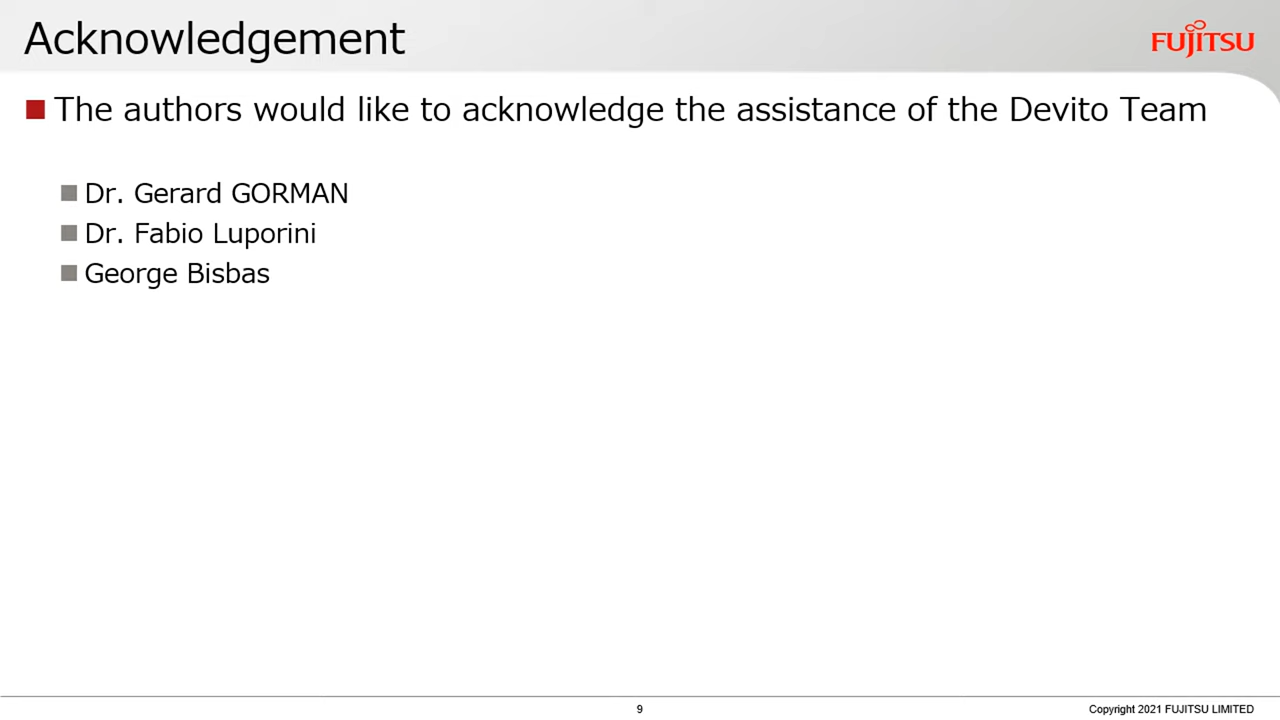 Acknowledgement
FUJITSU
The authors would like to acknowledge the assistance of the Devito Team
Dr. Gerard GORMAN
Dr. Fabio Luporini
George Bisbas
9
Copyright 2021 FUJITSU LIMITED